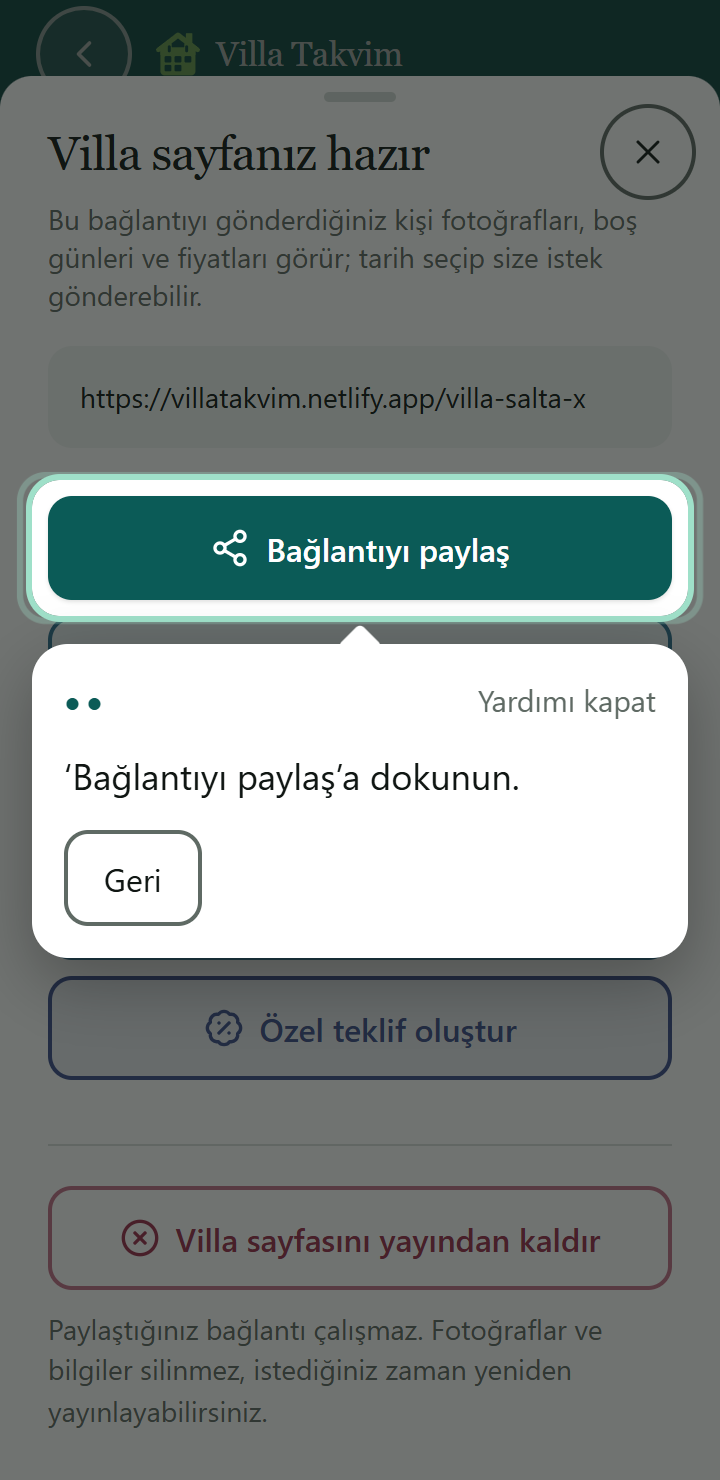 Villa Takvim
Villa sayfanız hazır
Bu bağlantıyı gönderdiğiniz kişi fotoğrafları, boş
günleri ve fiyatları görür; tarih seçip size istek
gönderebilir.
https://villatakvim.netlify.app/villa-salta-x
Bağlantıyı paylaş
Yardımı kapat
‘Bağlantıyı paylaş’a dokunun.
Geri
Özel teklif oluştur
Villa sayfasını yayından kaldır
Paylaştığınız bağlantı çalışmaz. Fotoğraflar ve
bilgiler silinmez, istediğiniz zaman yeniden
yayınlayabilirsiniz.